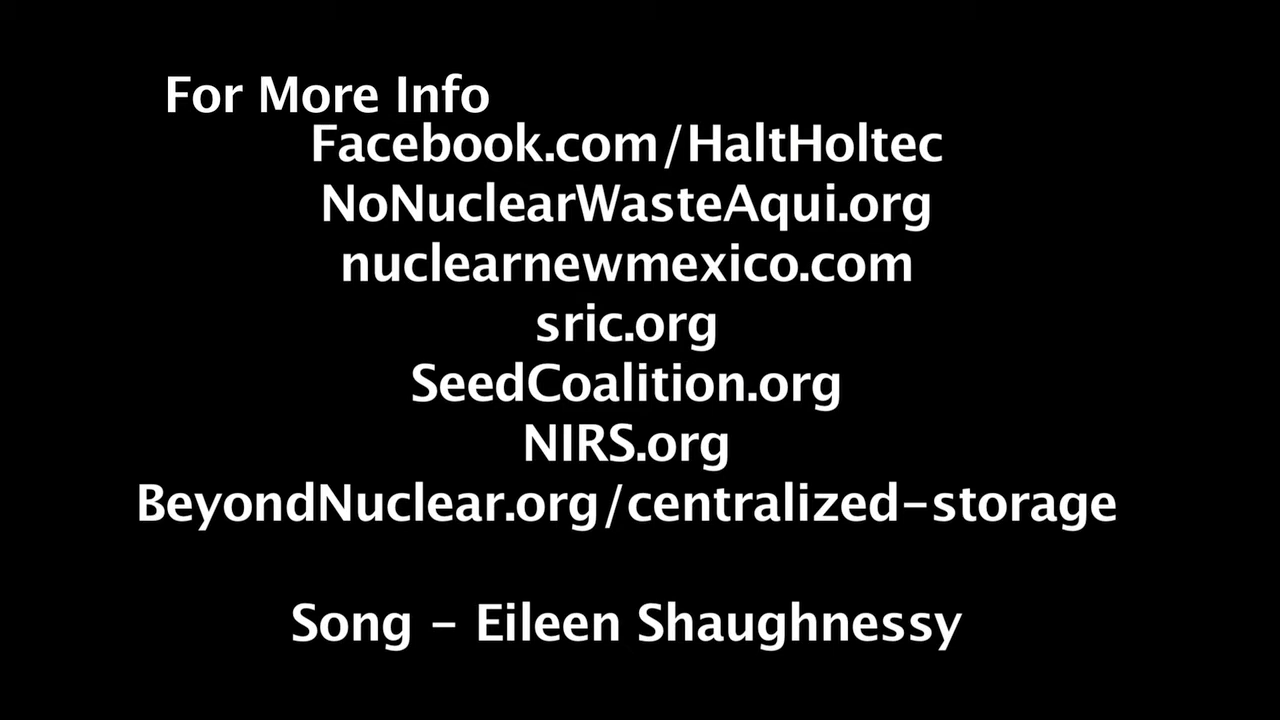 For More Info
Facebook.com/HaltHoltec
NoNuclearWasteAqui.org
nuclearnewmexico.com
sric.org
SeedCoalition.org
NIRS.org
BeyondNuclear.org/centralized-storage
Song - Eileen Shaughnessy